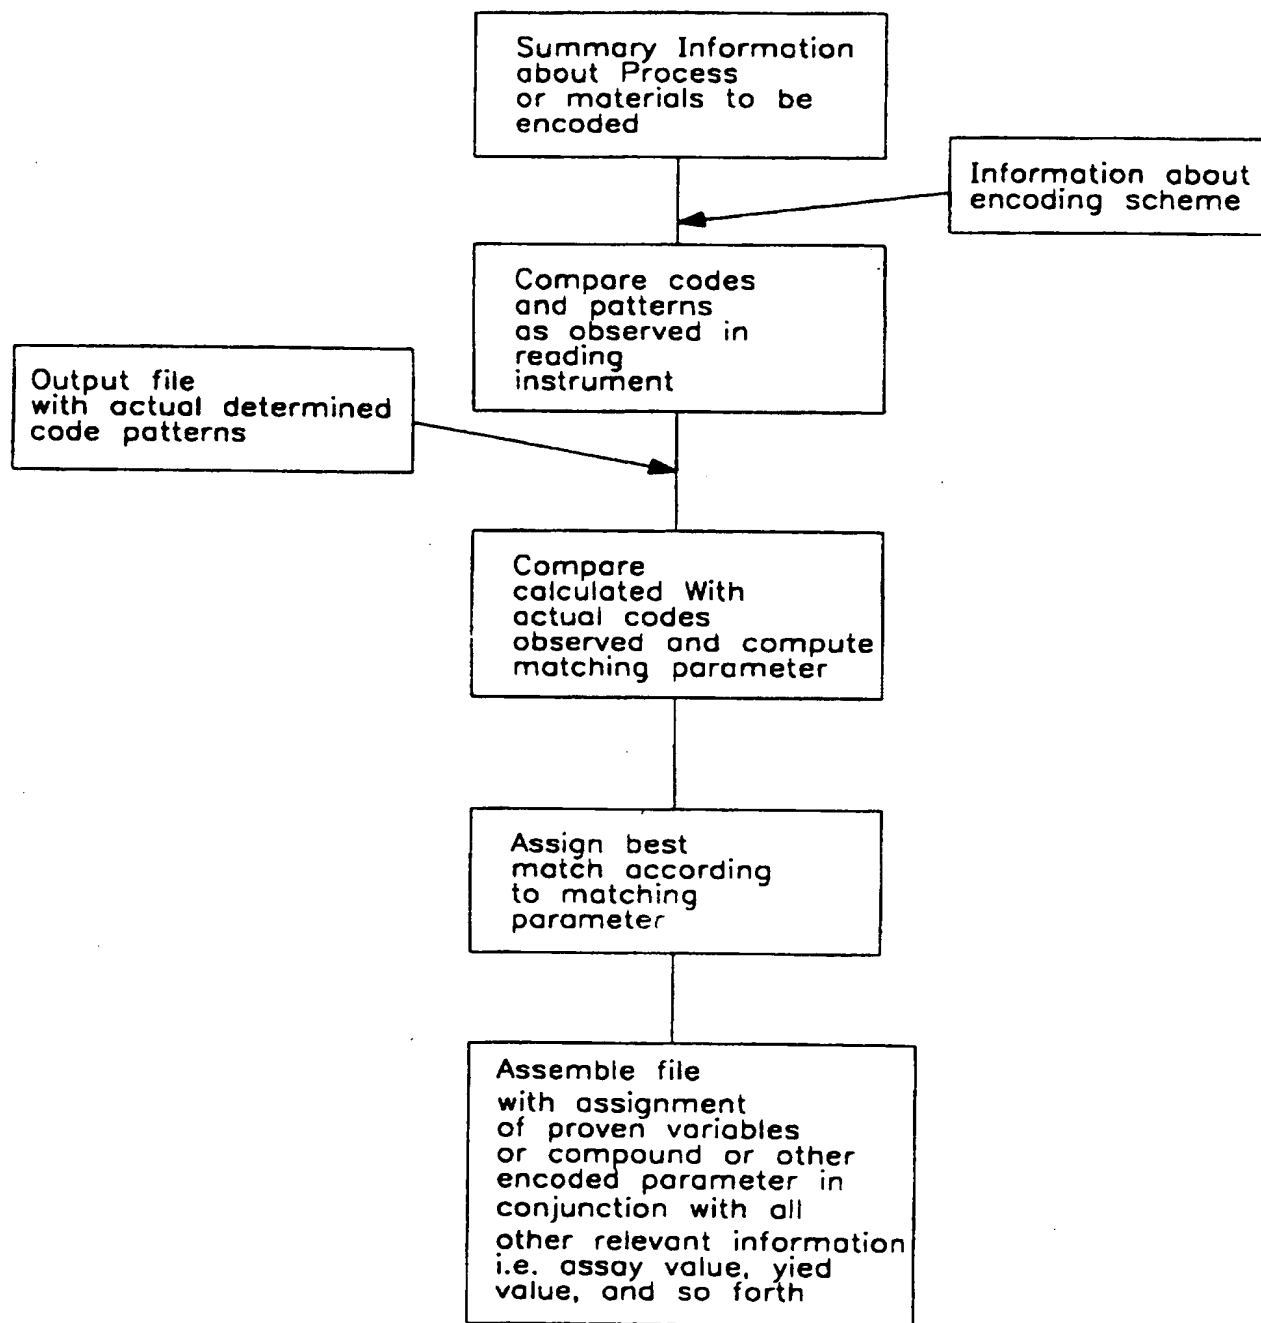 Summary Information
about Process
or materials to be
encoded
Information about
encoding scheme
Compare codes
and patterns
as observed in
reading
instrument
Output file
with actual determined
code patterns
Compare
calculated With
actual codes
observed and compute
matching parameter
Assign best
match according
to matching
parameter
Assemble file
with assignment
of proven variables
or compound or other
encoded parameter in
conjunction with all
other relevant information
i.e. assay value, yied
value, and so forth